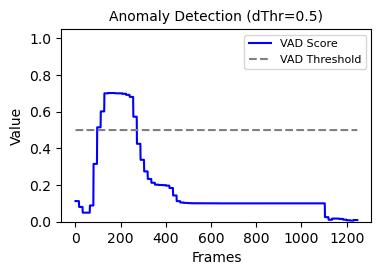 Anomaly Detection (dThr=0.5)
VAD Score
VAD Threshold
Value
1.0
0.8
0.6
0.4
0.2
0.0
0 200 400 600 800 1000 1200
Frames